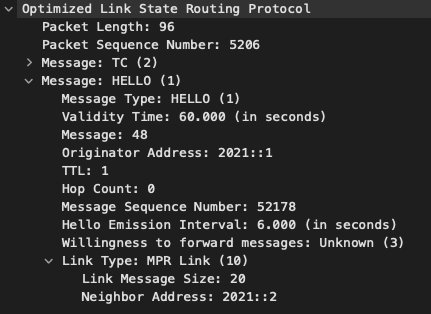 Optimized Link State Routing Protocol
Packet Length: 96
Packet Sequence Number: 5206
Message: TC (2)
Message: HELLO (1)
Message Type: HELLO (1)
Validity Time: 60.000 (in seconds)
Message: 48
Originator Address: 2021::1
TTL: 1
Hop Count: 0
Message Sequence Number: 52178
Hello Emission Interval: 6.000 (in seconds)
Willingness to forward messages: Unknown (3)
Link Type: MPR Link (10)
Link Message Size: 20
Neighbor Address: 2021::2